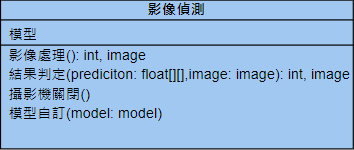 影像偵測
模型
影像處理(): int, image
結果判定(prediciton: float[][],image: image): int, image
攝影機關閉()
模型自訂(model: model)